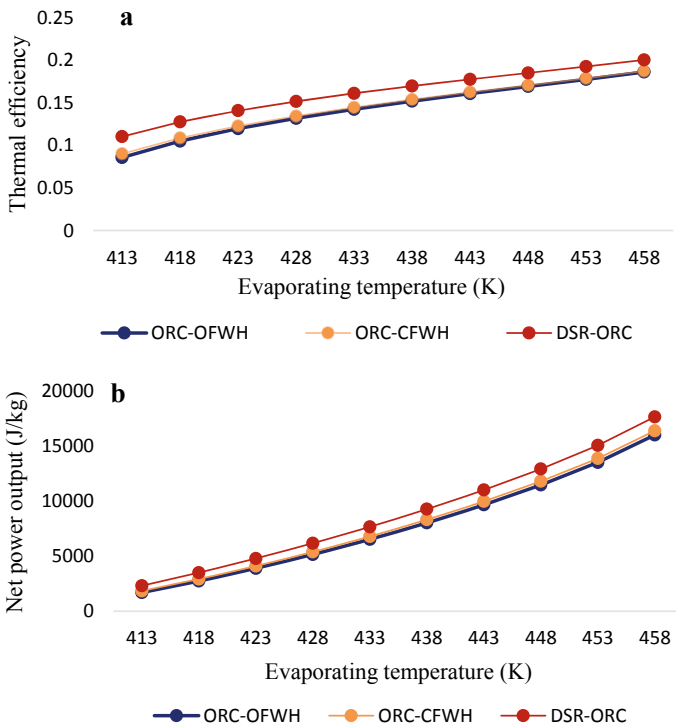 a
Thermal efficiency
0.25
0.2
0.15
0.1
0.05
0
413 418 423 428 433 438 443 448 453 458
Evaporating temperature (K)
ORC-OFWH ORC-CFWH DSR-ORC
b
Net power output (J/kg)
20000
15000
10000
5000
0
413 418 423 428 433 438 443 448 453 458
Evaporating temperature (K)
ORC-OFWH ORC-CFWH DSR-ORC